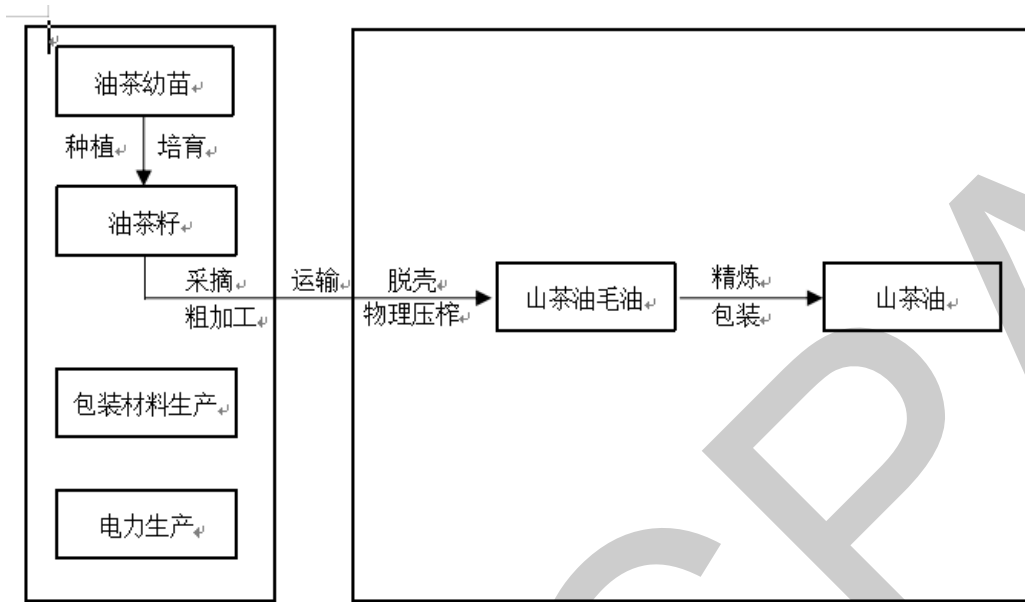 油茶幼苗
种植 培育
油茶籽
采摘 运输 脱壳
粗加工 物理压榨
山茶油毛油
精炼
包装
山茶油
包装材料生产
电力生产
CPA